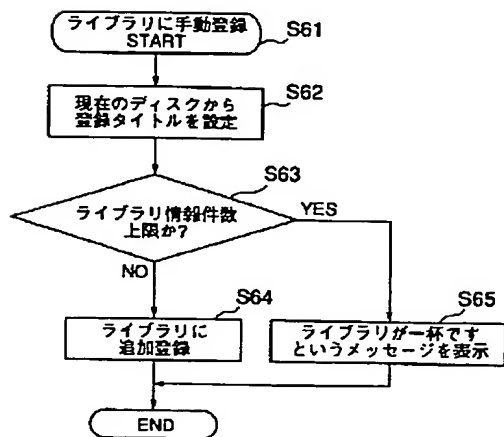 ライブラリに手動登録
START
S61
S62
現在のディスクから
登録タイトルを設定
S63
ライブラリ情報件数
上限か?
YES
NO
S64
S65
ライブラリに
追加登録
ライブラリが一杯です
というメッセージを表示
END